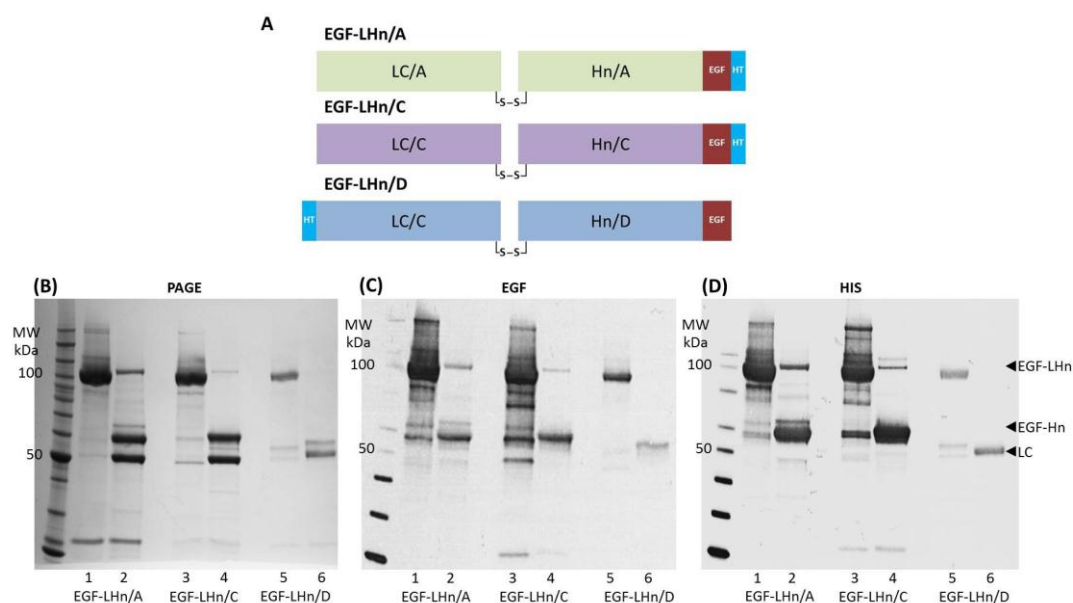 A
EGF-LHn/A
LC/A Hn/A EGF HT
S-S
EGF-LHn/C
LC/C Hn/C EGF HT
S-S
EGF-LHn/D
HT LC/C Hn/D EGF
S-S
(B) PAGE (C) EGF (D) HIS
MW MW MW
kDa kDa kDa
100 100 100 EGF-LHn
EGF-Hn
50 50 50 LC
1 2 3 4 5 6 1 2 3 4 5 6 1 2 3 4 5 6
EGF-LHn/A EGF-LHn/C EGF-LHn/D EGF-LHn/A EGF-LHn/C EGF-LHn/D EGF-LHn/A EGF-LHn/C EGF-LHn/D